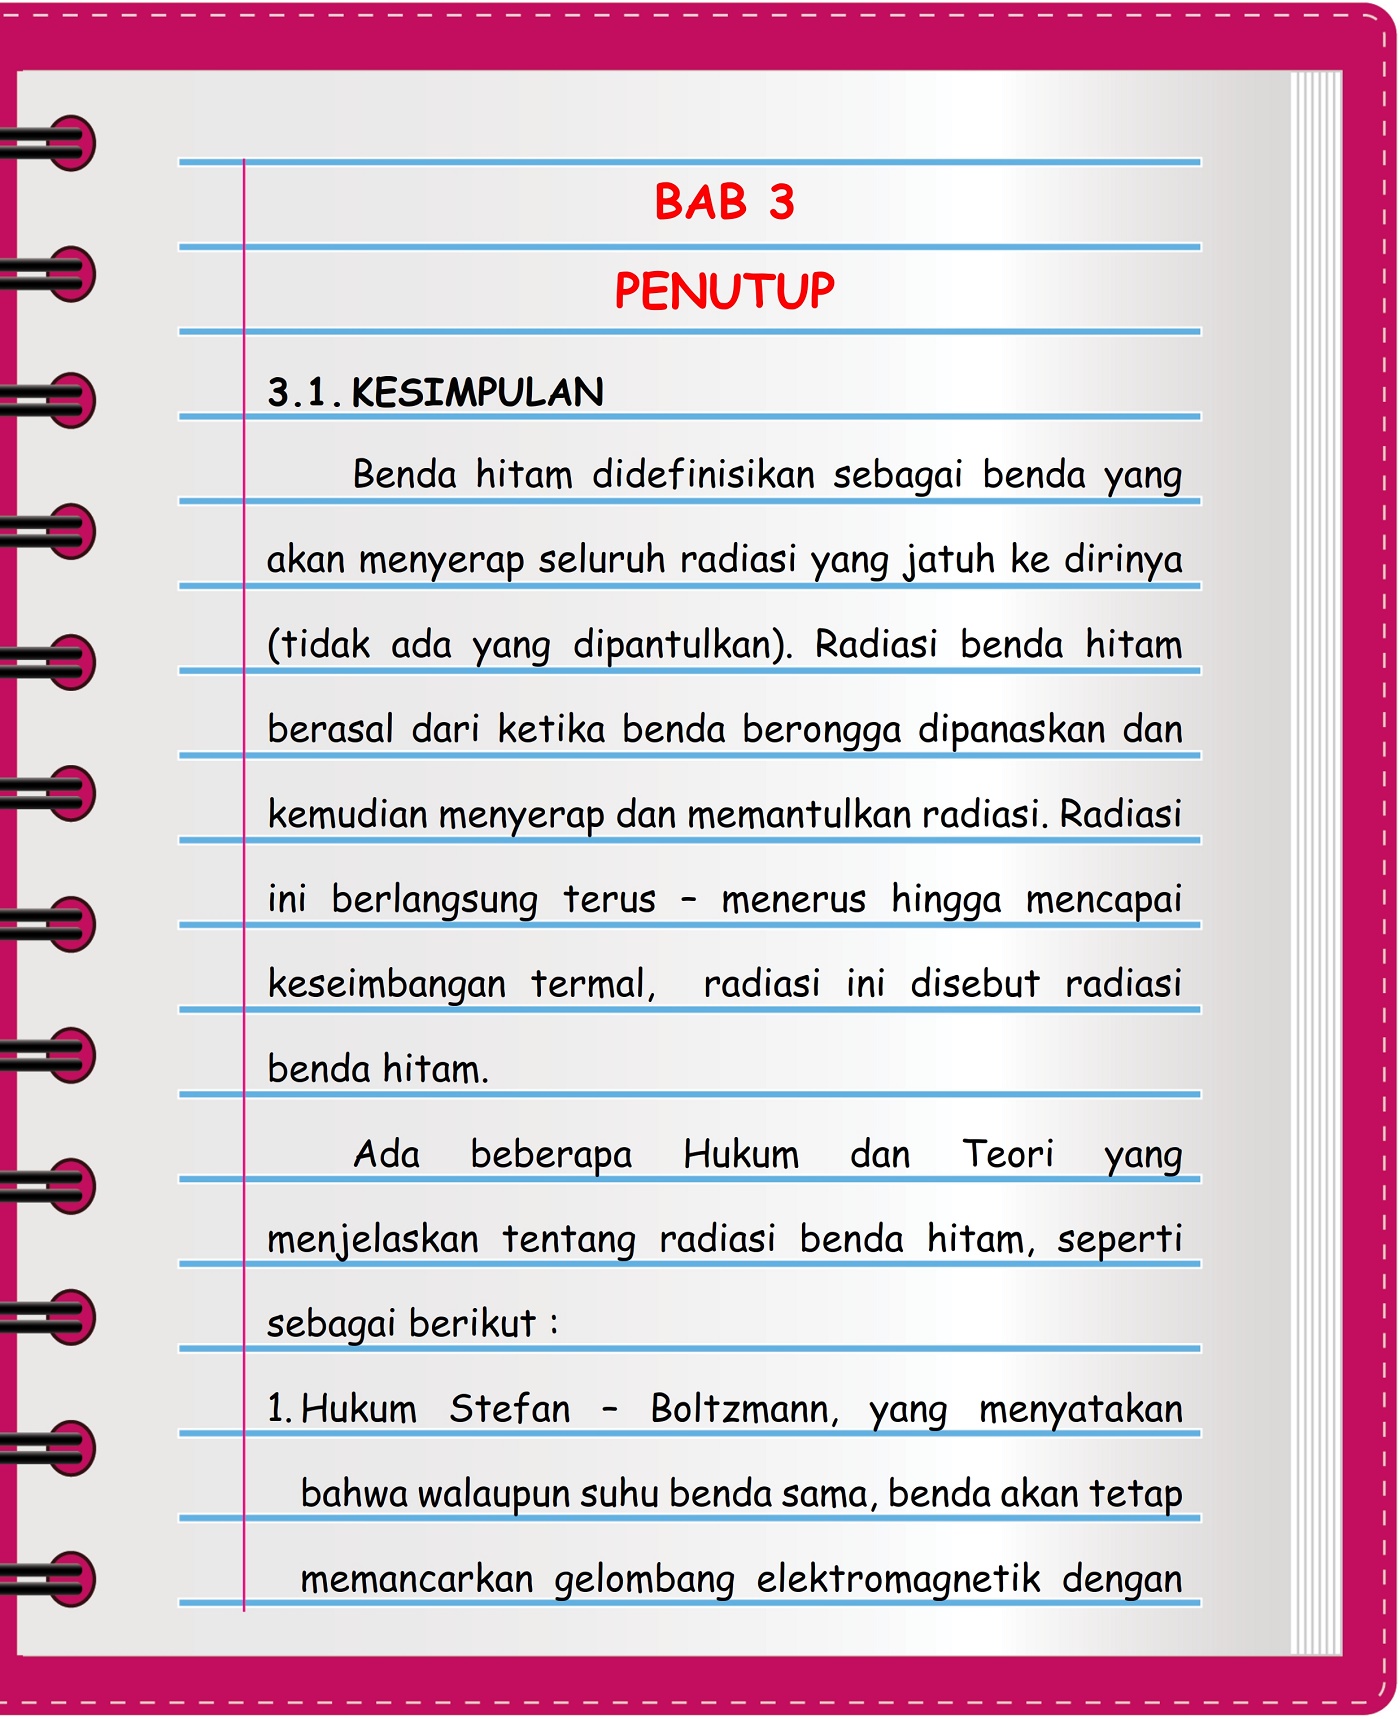 BAB 3
PENUTUP
3.1. KESIMPULAN
Benda hitam didefinisikan sebagai benda yang
akan menyerap seluruh radiasi yang jatuh ke dirinya
(tidak ada yang dipantulkan). Radiasi benda hitam
berasal dari ketika benda berongga dipanaskan dan
kemudian menyerap dan memantulkan radiasi. Radiasi
ini berlangsung terus – menerus hingga mencapai
keseimbangan termal, radiasi ini disebut radiasi
benda hitam.
Ada beberapa Hukum dan Teori yang
menjelaskan tentang radiasi benda hitam, seperti
sebagai berikut :
1. Hukum Stefan – Boltzmann, yang menyatakan
bahwa walaupun suhu benda sama, benda akan tetap
memancarkan gelombang elektromagnetik dengan